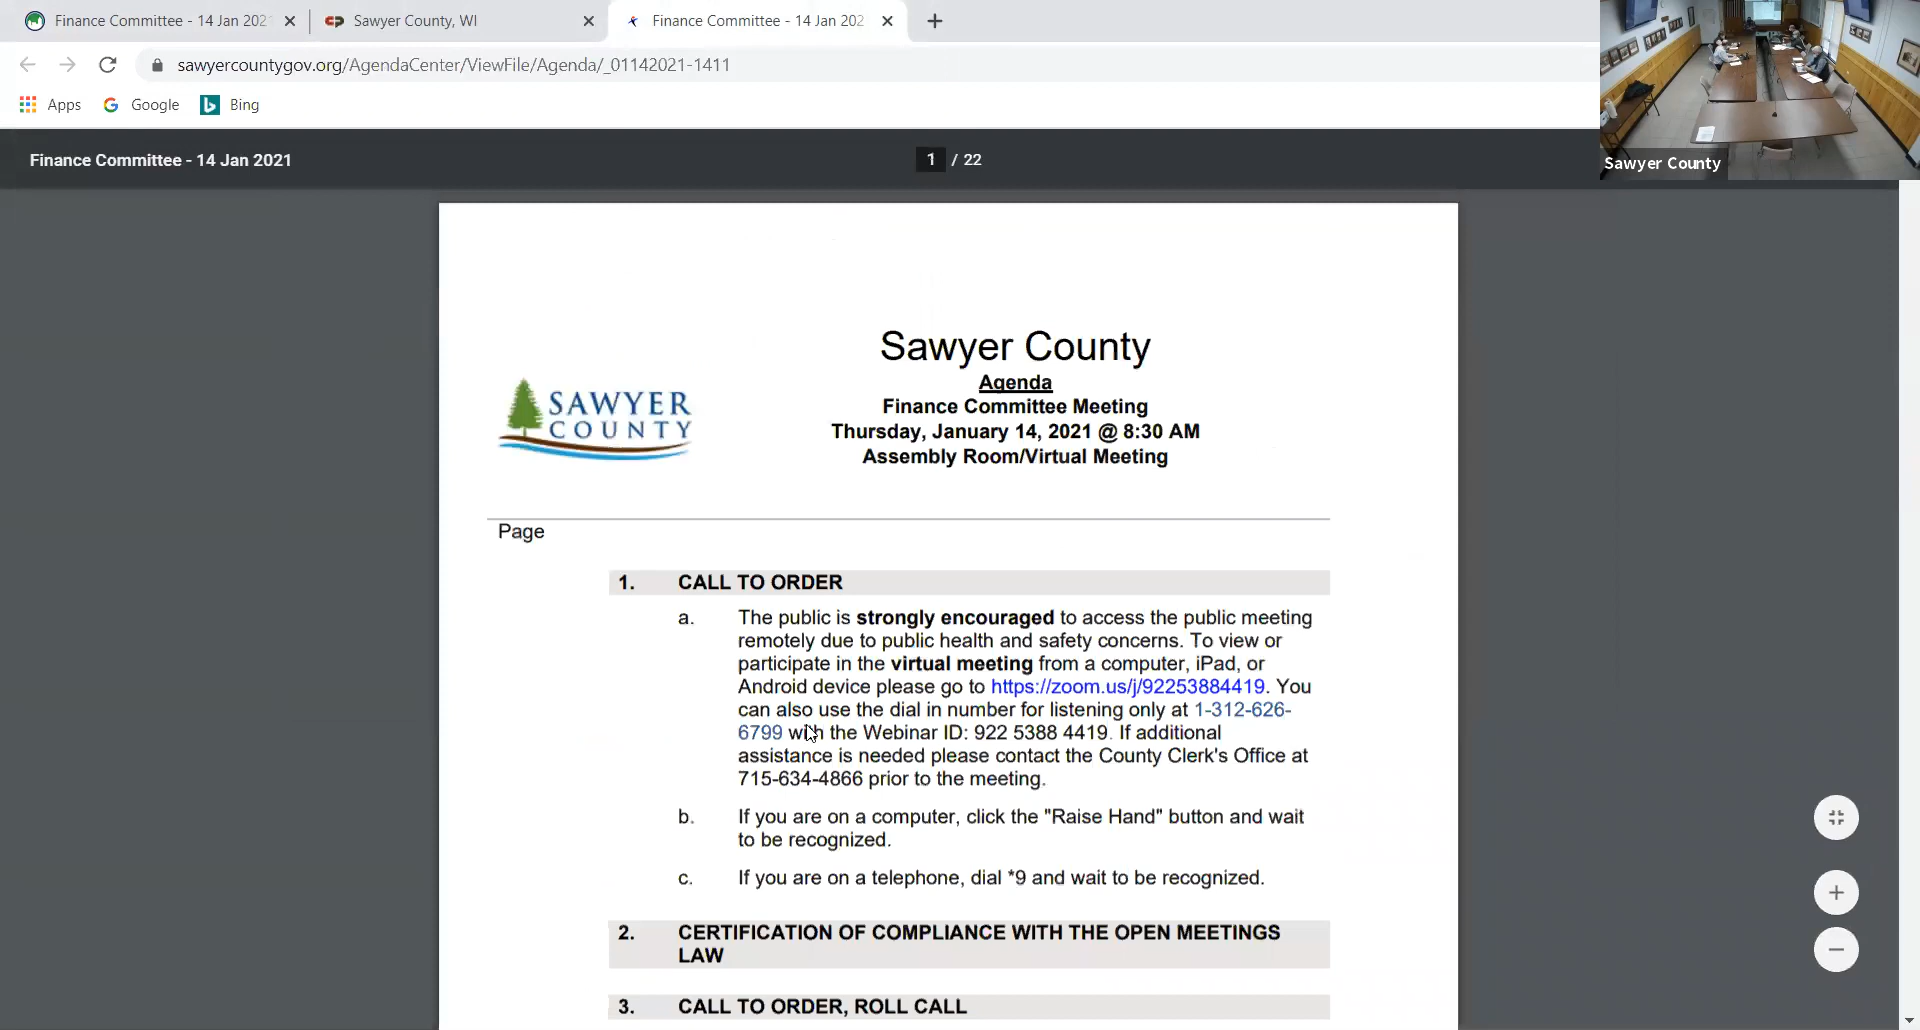 Finance Committee - 14 Jan 202
Sawyer County, WI
Finance Committee - 14 Jan 202
sawyercountygov.org/AgendaCenter/ViewFile/Agenda/_01142021-1411
Apps
Google
Bing
Finance Committee - 14 Jan 2021
1 / 22
Sawyer County
Sawyer County
Agenda
Finance Committee Meeting
Thursday, January 14, 2021 @ 8:30 AM
Assembly Room/Virtual Meeting
SAWYER
COUNTY
Page
1. CALL TO ORDER
a. The public is strongly encouraged to access the public meeting
remotely due to public health and safety concerns. To view or
participate in the virtual meeting from a computer, iPad, or
Android device please go to https://zoom.us/j/92253884419. You
can also use the dial in number for listening only at 1-312-626-
6799 with the Webinar ID: 922 5388 4419. If additional
assistance is needed please contact the County Clerk's Office at
715-634-4866 prior to the meeting.
b. If you are on a computer, click the "Raise Hand" button and wait
to be recognized.
c. If you are on a telephone, dial *9 and wait to be recognized.
2. CERTIFICATION OF COMPLIANCE WITH THE OPEN MEETINGS
LAW
3. CALL TO ORDER, ROLL CALL